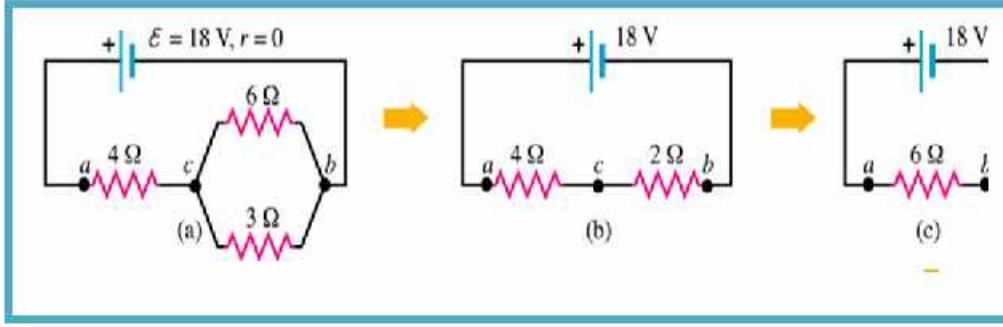 + ℰ = 18 V, r = 0
6 Ω
a 4 Ω c b
3 Ω
(a)
+ 18 V
a 4 Ω c 2 Ω b
(b)
+ 18 V
a 6 Ω
(c)